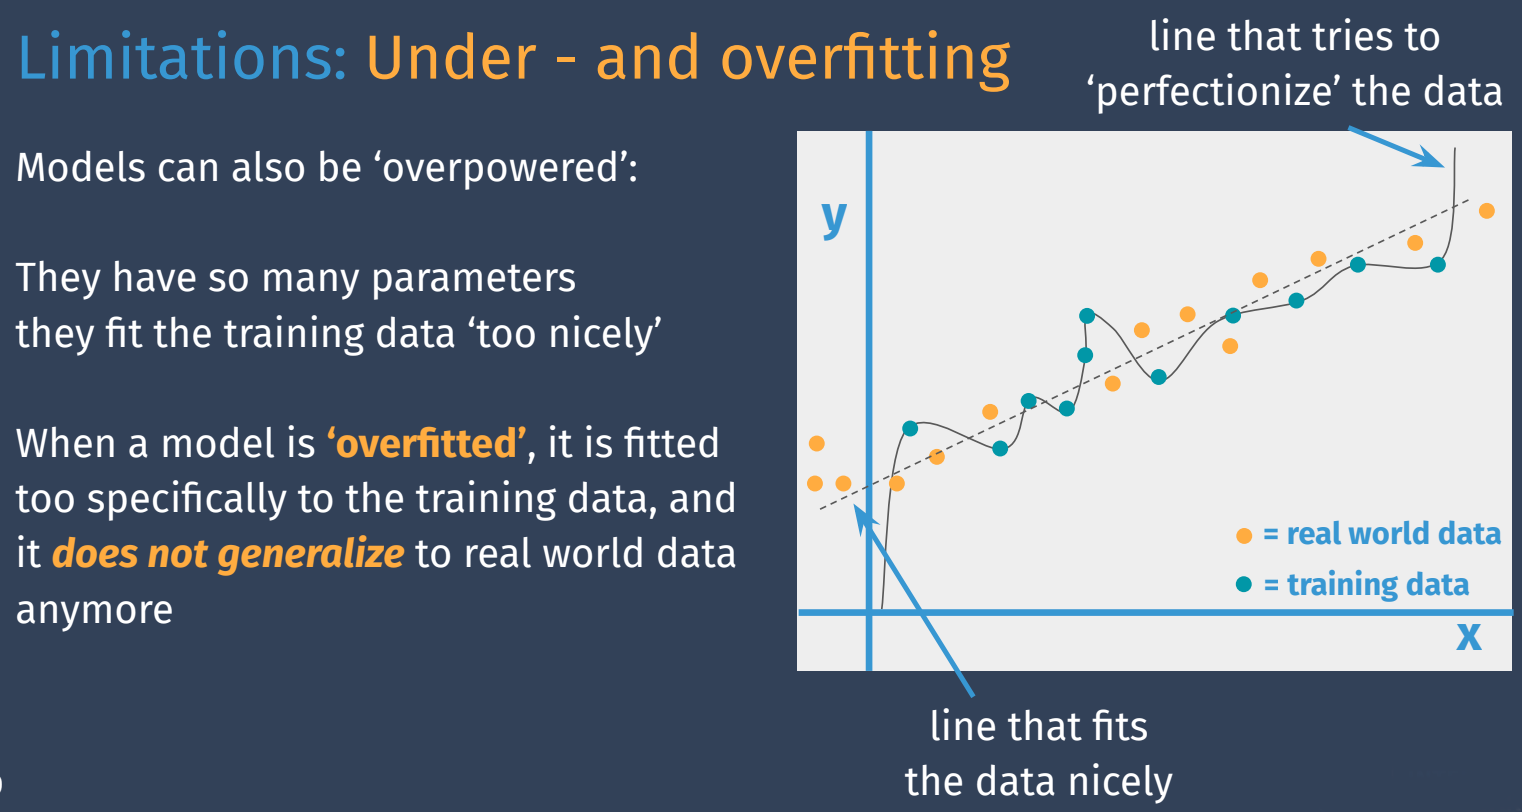 Limitations: Under - and overfitting
line that tries to
‘perfectionize’ the data
Models can also be ‘overpowered’:
They have so many parameters
they fit the training data ‘too nicely’
When a model is ‘overfitted’, it is fitted
too specifically to the training data, and
it does not generalize to real world data
anymore
y
= real world data
= training data
x
line that fits
the data nicely